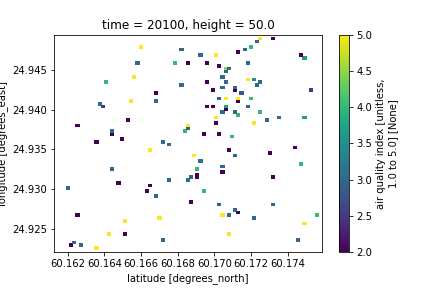 time = 20100, height = 50.0
24.945
24.940
24.935
24.930
24.925
longitude [degrees_east]
60.162 60.164 60.166 60.168 60.170 60.172 60.174
latitude [degrees_north]
5.0
4.5
4.0
3.5
3.0
2.5
2.0
air quality index [unitless,
1.0 to 5.0] [None]